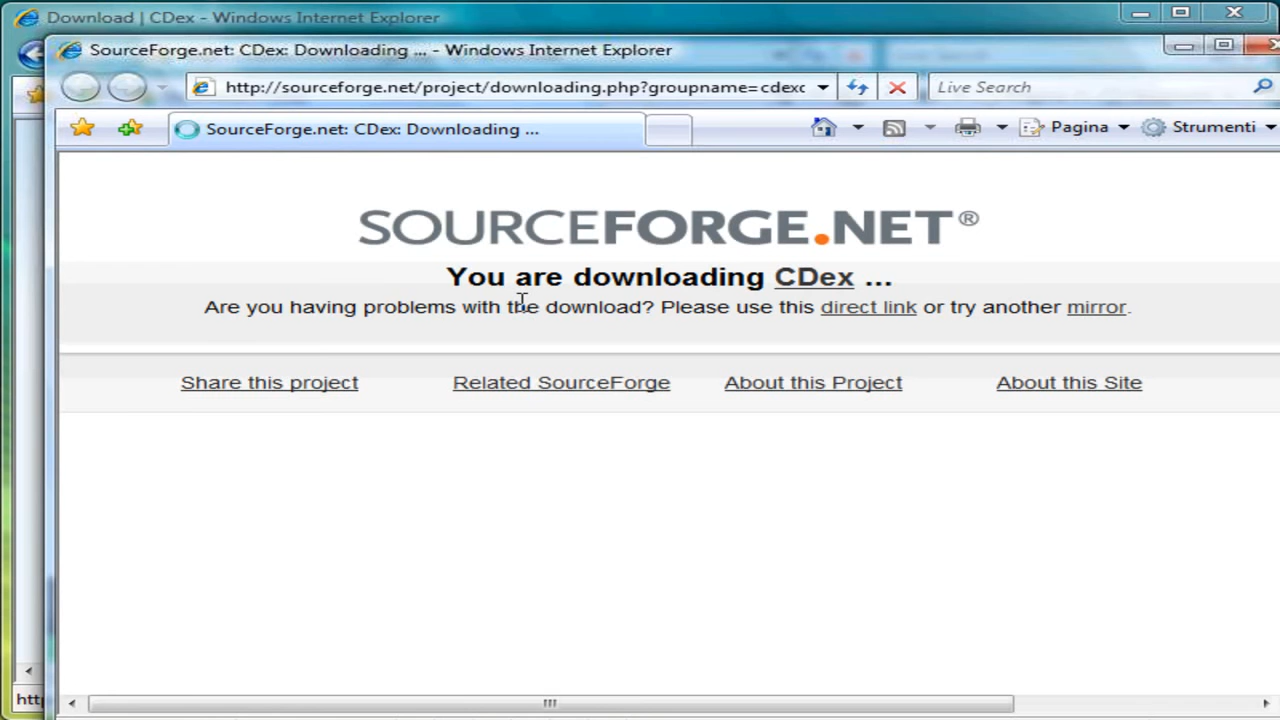 Download | CDex - Windows Internet Explorer
SourceForge.net: CDex: Downloading ... - Windows Internet Explorer
http://sourceforge.net/project/downloading.php?groupname=cdexc
Live Search
SourceForge.net: CDex: Downloading ...
Pagina
Strumenti
SOURCEFORGE.NET®
You are downloading CDex ...
Are you having problems with the download? Please use this direct link or try another mirror.
Share this project
Related SourceForge
About this Project
About this Site